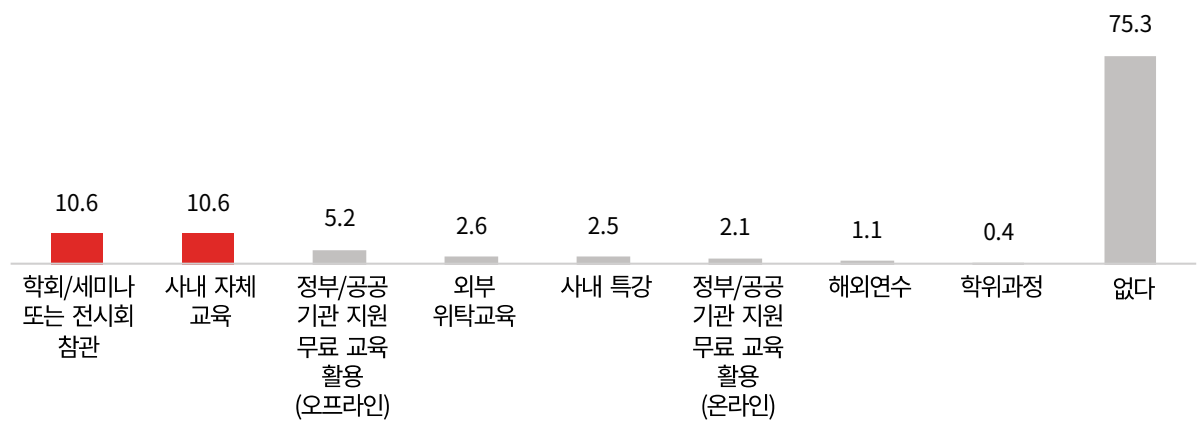 75.3
10.6
10.6
5.2
2.6
2.5
2.1
1.1
0.4
학회/세미나
또는 전시회
참관
사내 자체
교육
정부/공공
기관 지원
무료 교육
활용
(오프라인)
외부
위탁교육
사내 특강
정부/공공
기관 지원
무료 교육
활용
(온라인)
해외연수
학위과정
없다